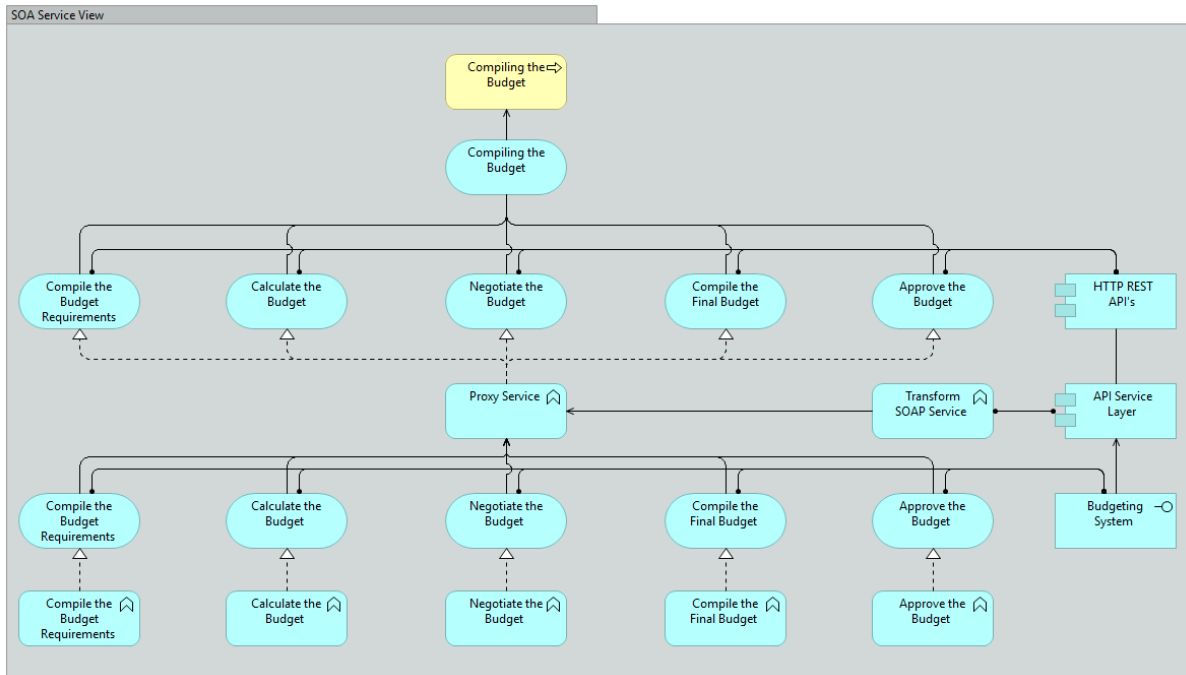 SOA Service View
Compiling the
Budget
Compiling the
Budget
Compile the
Budget
Requirements
Calculate the
Budget
Negotiate the
Budget
Compile the
Final Budget
Approve the
Budget
HTTP REST
API's
Proxy Service
Transform
SOAP Service
API Service
Layer
Compile the
Budget
Requirements
Calculate the
Budget
Negotiate the
Budget
Compile the
Final Budget
Approve the
Budget
Budgeting
System
Compile the
Budget
Requirements
Calculate the
Budget
Negotiate the
Budget
Compile the
Final Budget
Approve the
Budget